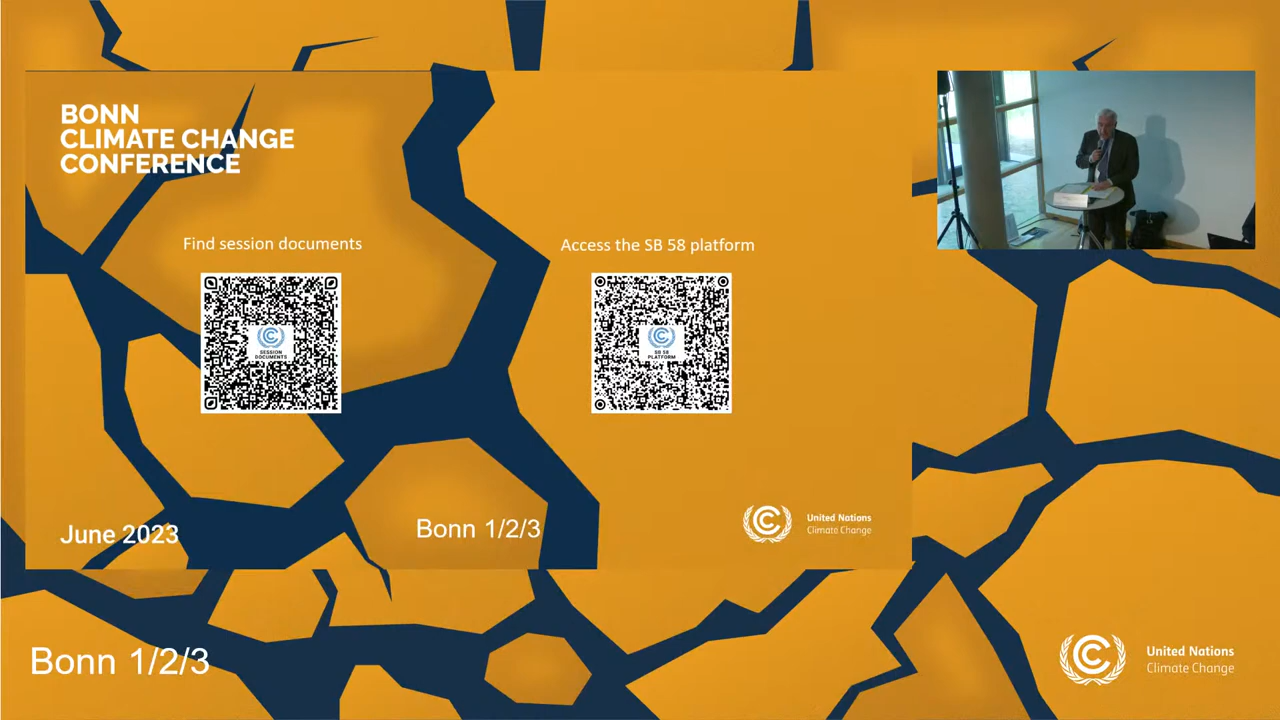 BONN
CLIMATE CHANGE
CONFERENCE
Find session documents
Access the SB 58 platform
SESSION
DOCUMENTS
SB 58
PLATFORM
June 2023
Bonn 1/2/3
United Nations
Climate Change
Bonn 1/2/3
United Nations
Climate Change